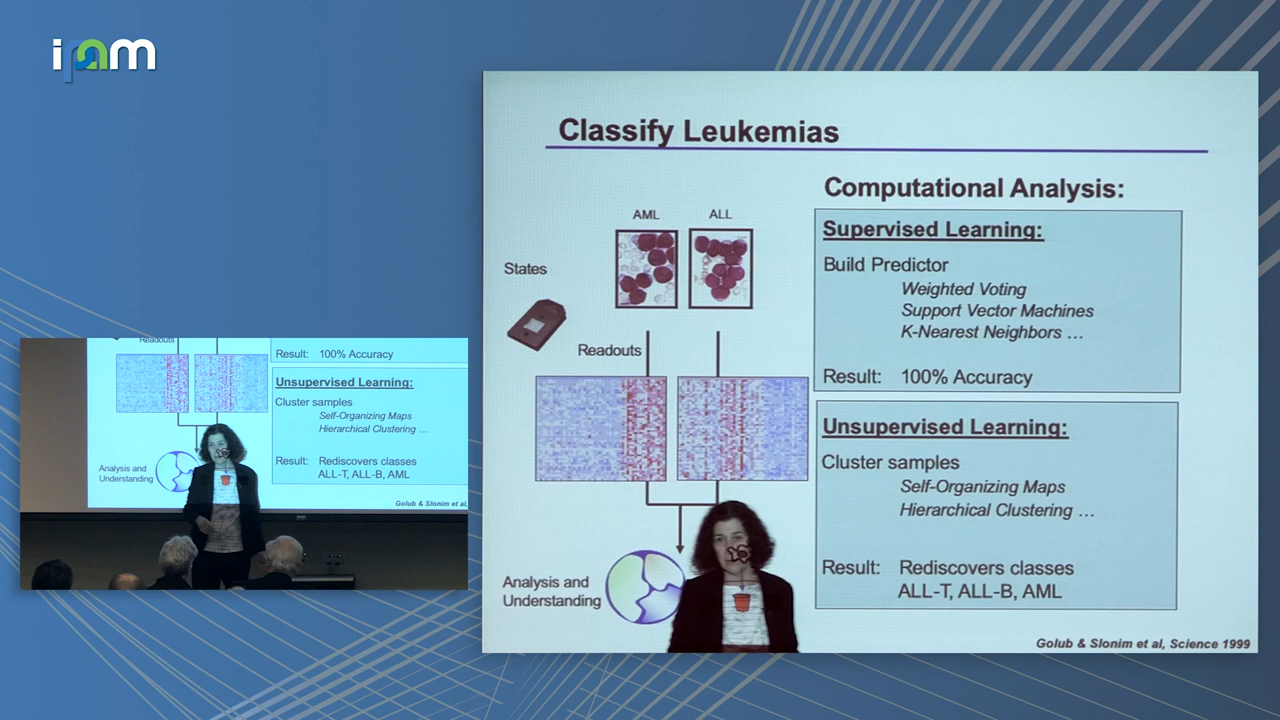 ipam
Classify Leukemias
Computational Analysis:
AML
ALL
States
Readouts
Supervised Learning:
Build Predictor
Weighted Voting
Support Vector Machines
K-Nearest Neighbors …
Result: 100% Accuracy
Unsupervised Learning:
Cluster samples
Self-Organizing Maps
Hierarchical Clustering …
Result: Rediscovers classes
ALL-T, ALL-B, AML
Analysis and
Understanding
Golub & Slonim et al, Science 1999
Readouts
Result: 100% Accuracy
Unsupervised Learning:
Cluster samples
Self-Organizing Maps
Hierarchical Clustering …
Result: Rediscovers classes
ALL-T, ALL-B, AML
Analysis and
Understanding
Golub & Slonim et al,